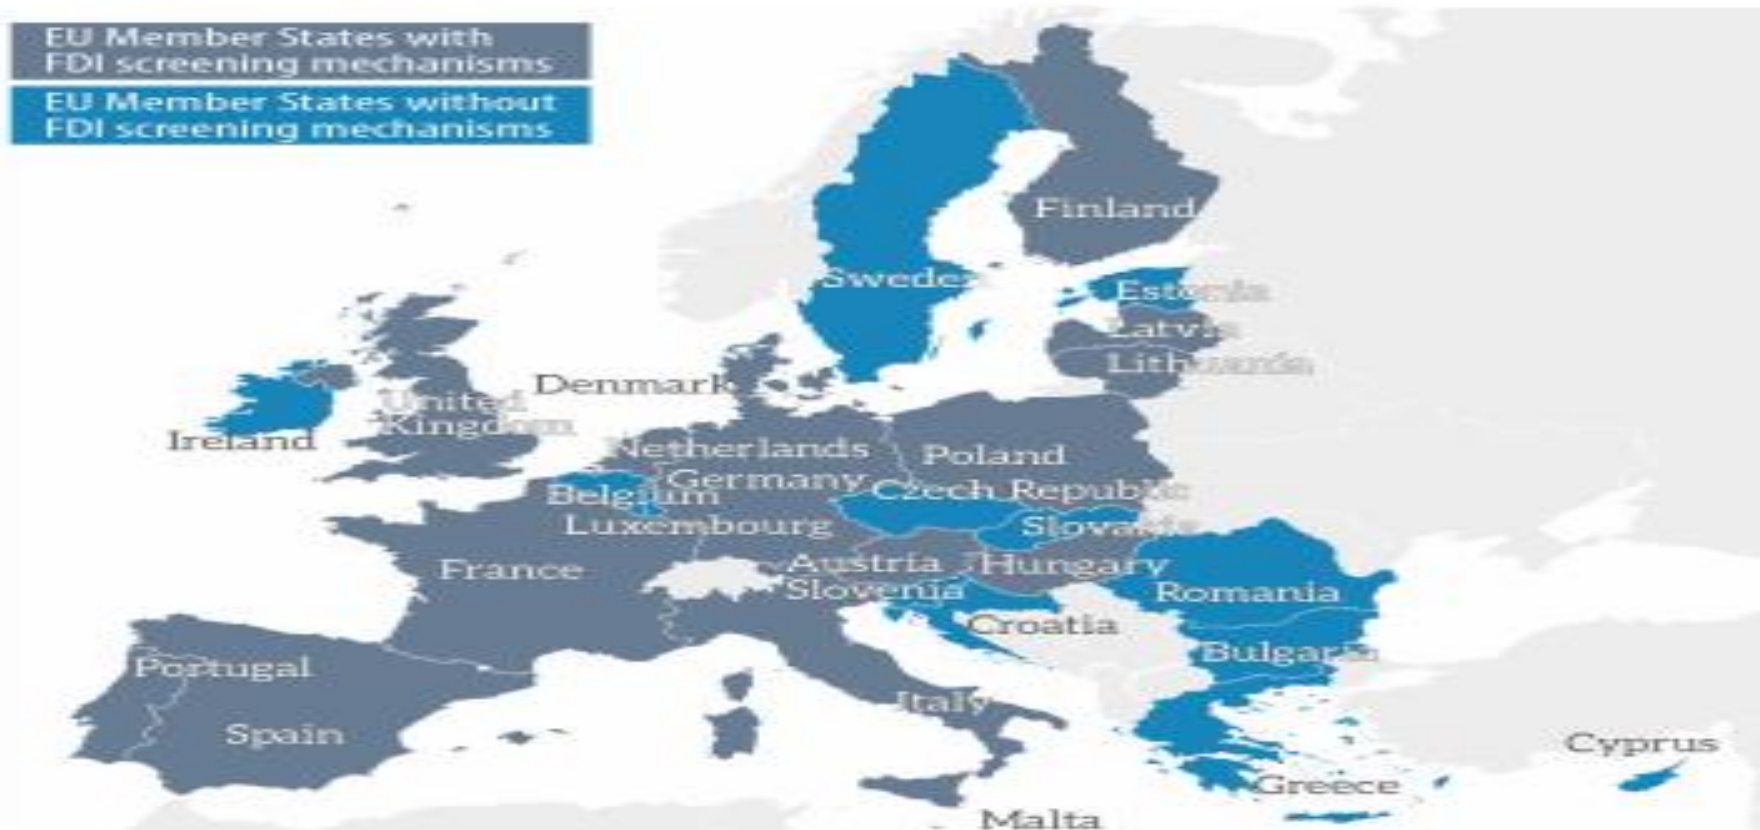 EU Member States with
FDI screening mechanisms
EU Member States without
FDI screening mechanisms
Finland
Sweden
Estonia
Latvia
Lithuania
Denmark
United
Kingdom
Ireland
Netherlands
Poland
Germany
Belgium
Czech Republic
Luxembourg
Slovakia
France
Austria
Hungary
Slovenia
Romania
Croatia
Bulgaria
Portugal
Italy
Spain
Cyprus
Greece
Malta